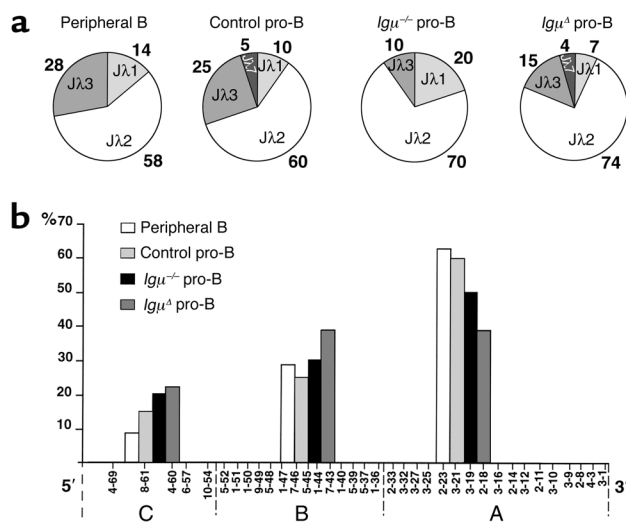 a
Peripheral B
Control pro-B
Igμ−/− pro-B
IgμΔ pro-B
28
14
Jλ3
Jλ1
Jλ2
58
5
10
25
Jλ7
Jλ1
Jλ3
Jλ2
60
10
20
Jλ3
Jλ1
Jλ2
70
15
4
7
Jλ7
Jλ1
Jλ3
Jλ2
74
b
%70
60
50
40
30
20
10
Peripheral B
Control pro-B
Igμ−/− pro-B
IgμΔ pro-B
4-69
8-61
4-60
6-57
10-54
5-52
1-51
1-50
9-49
5-48
1-47
7-46
5-45
1-44
7-43
1-40
5-39
5-37
1-36
2-33
3-32
3-27
3-25
2-23
3-21
3-19
2-18
3-16
2-14
3-12
2-11
3-10
3-9
2-8
4-3
3-1
5′
3′
C
B
A